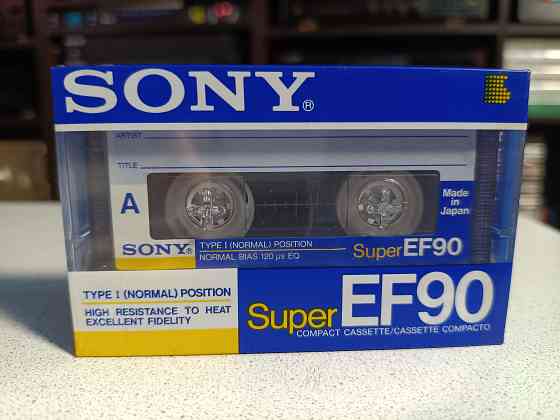 SONY®
ARTIST
TITLE
A
Made
in
Japan
SONY®
TYPE I (NORMAL) POSITION
NORMAL BIAS 120 µs EQ
Super EF90
TYPE I (NORMAL) POSITION
HIGH RESISTANCE TO HEAT
EXCELLENT FIDELITY
Super EF90
COMPACT CASSETTE/CASSETTE COMPACTO